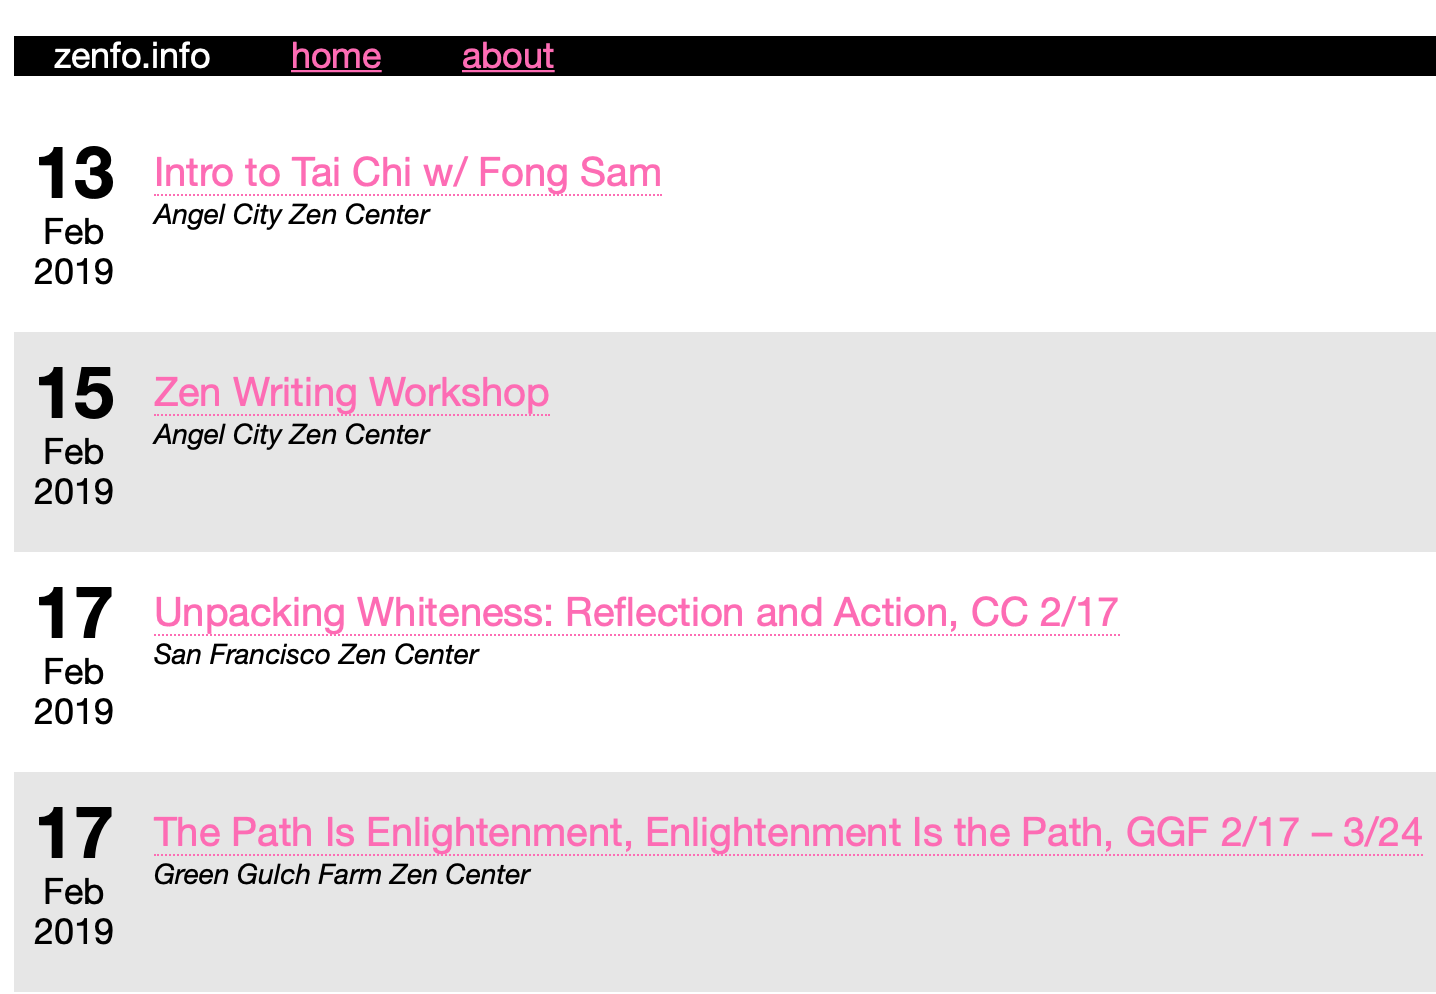 zenfo.info home about
13
Feb
2019
Intro to Tai Chi w/ Fong Sam
Angel City Zen Center
15
Feb
2019
Zen Writing Workshop
Angel City Zen Center
17
Feb
2019
Unpacking Whiteness: Reflection and Action, CC 2/17
San Francisco Zen Center
17
Feb
2019
The Path Is Enlightenment, Enlightenment Is the Path, GGF 2/17 – 3/24
Green Gulch Farm Zen Center